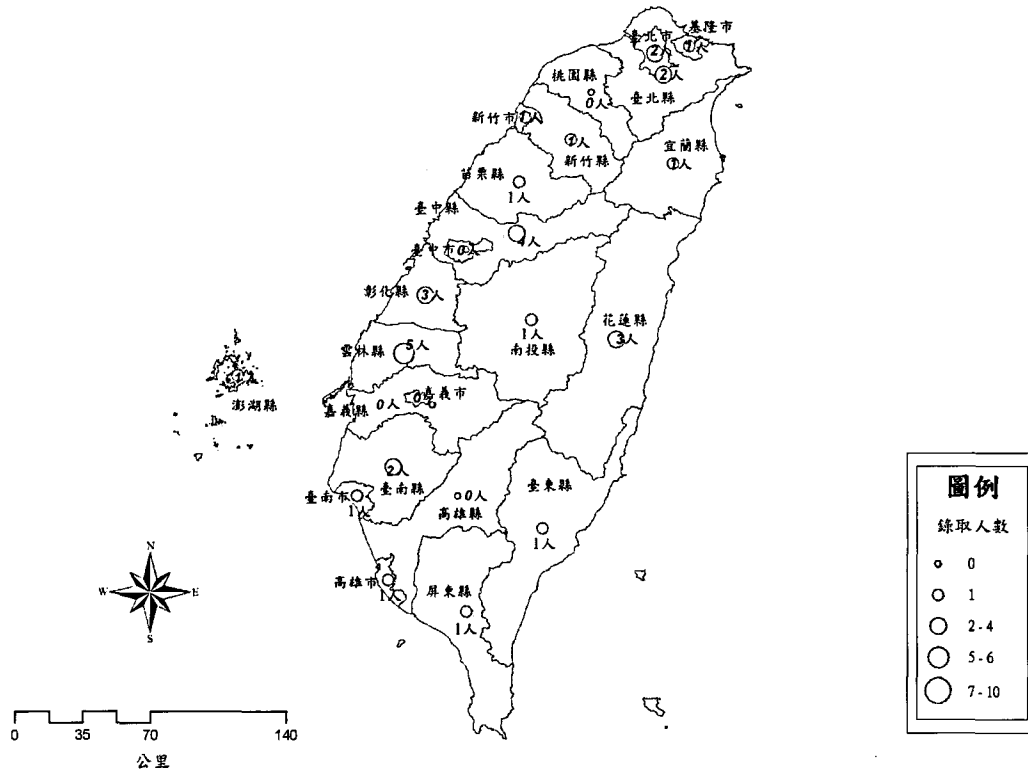 基隆市
臺北市
1人
2人
2人
桃園縣
0人
臺北縣
新竹市
1人
1人
新竹縣
宜蘭縣
1人
苗栗縣
1人
臺中縣
4人
臺中市
0人
彰化縣
3人
花蓮縣
3人
1人
南投縣
雲林縣
5人
澎湖縣
嘉義市
嘉義縣
0人
2人
臺南縣
臺南市
1人
0人
高雄縣
臺東縣
1人
高雄市
1人
屏東縣
1人
N
W
E
S
0 35 70 140
公里
圖例
錄取人數
0
1
2-4
5-6
7-10